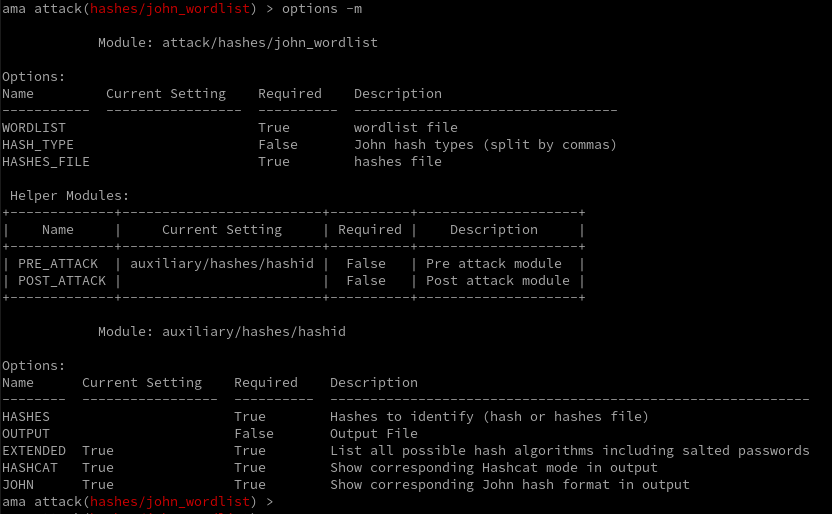 ama attack(hashes/john_wordlist) > options -m
Module: attack/hashes/john_wordlist
Options:
Name          Current Setting    Required    Description
-----------  -----------------  ----------  ---------------------------------
WORDLIST                         True        wordlist file
HASH_TYPE                        False       John hash types (split by commas)
HASHES_FILE                      True        hashes file
Helper Modules:
+-------------+-------------------------+----------+--------------------+
|    Name     |     Current Setting     | Required |    Description     |
+-------------+-------------------------+----------+--------------------+
| PRE_ATTACK  | auxiliary/hashes/hashid |  False   | Pre attack module  |
| POST_ATTACK |                         |  False   | Post attack module |
+-------------+-------------------------+----------+--------------------+
Module: auxiliary/hashes/hashid
Options:
Name      Current Setting    Required    Description
--------  -----------------  ----------  ------------------------------------------------------------
HASHES                       True        Hashes to identify (hash or hashes file)
OUTPUT                       False       Output File
EXTENDED  True               True        List all possible hash algorithms including salted passwords
HASHCAT   True               True        Show corresponding Hashcat mode in output
JOHN      True               True        Show corresponding John hash format in output
ama attack(hashes/john_wordlist) >